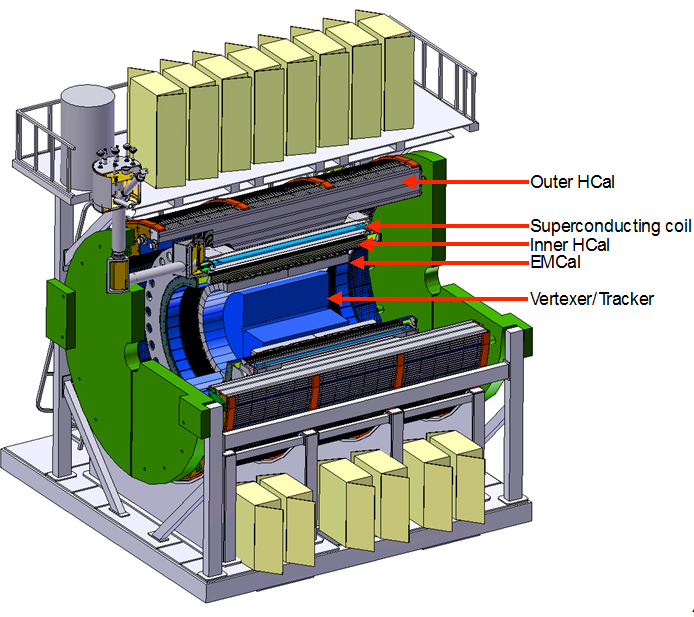 Outer HCal
Superconducting coil
Inner HCal
EMCal
Vertexer/Tracker